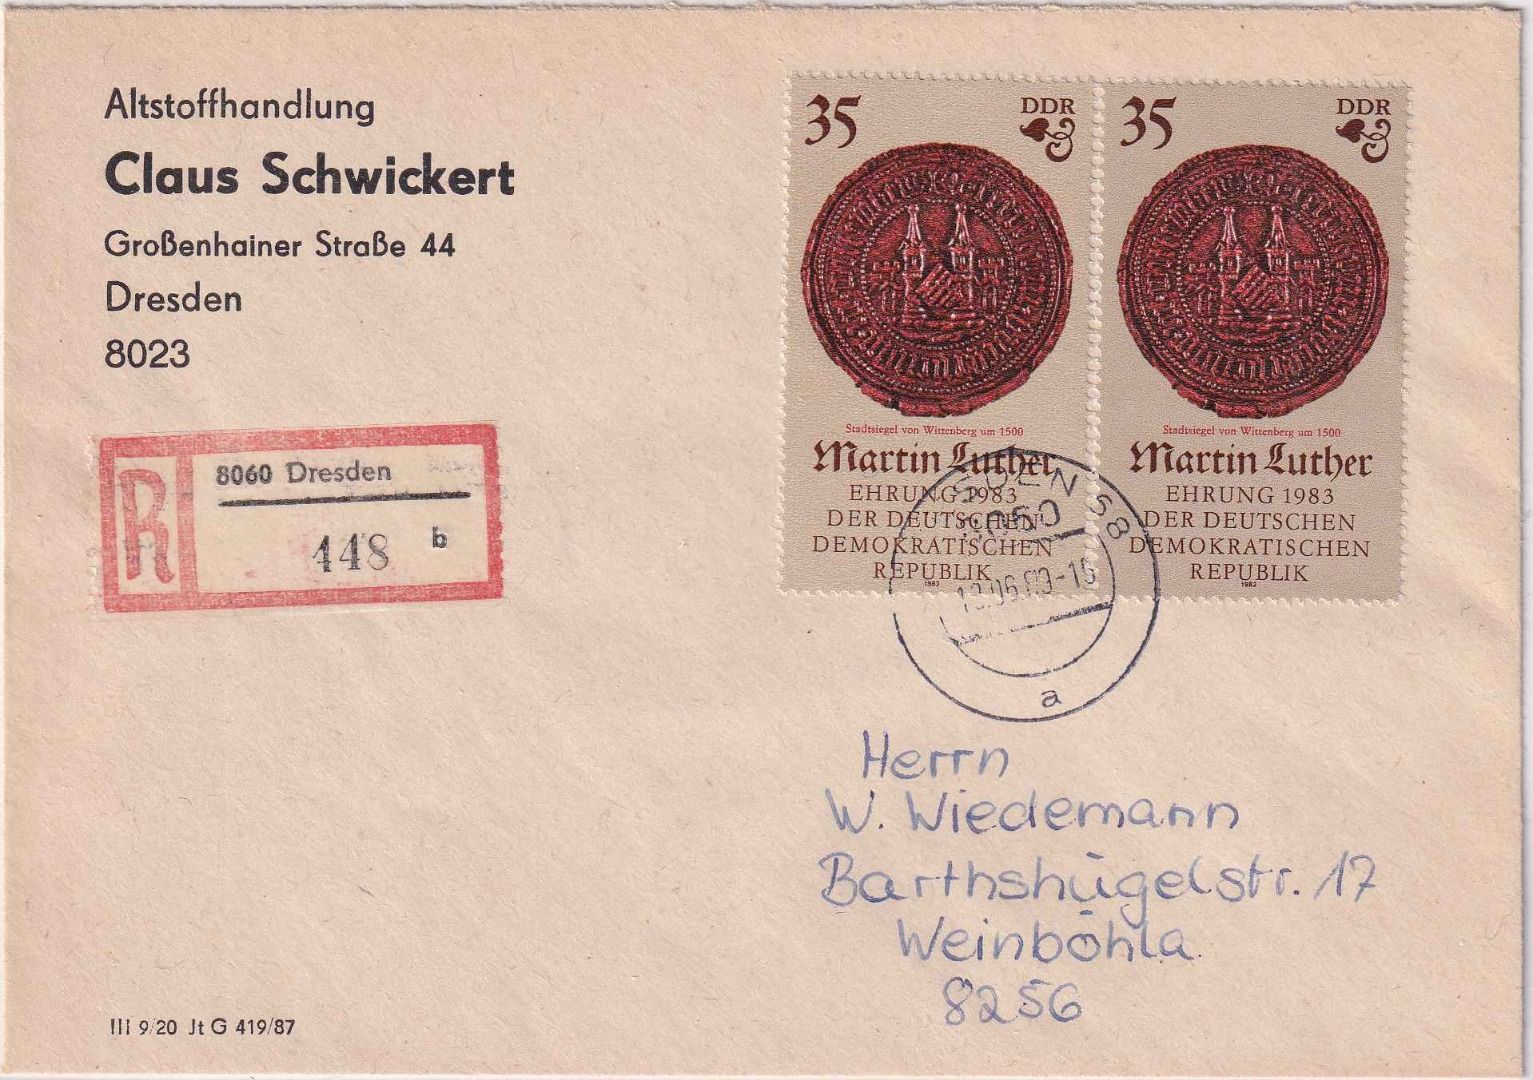 Altstoffhandlung
Claus Schwickert
Großenhainer Straße 44
Dresden
8023
R
8060 Dresden
448 b
35 DDR
Stadtsiegel von Wittenberg um 1500
Martin Luther
EHRUNG 1983
DER DEUTSCHEN
DEMOKRATISCHEN
REPUBLIK
1982
35 DDR
Stadtsiegel von Wittenberg um 1500
Martin Luther
EHRUNG 1983
DER DEUTSCHEN
DEMOKRATISCHEN
REPUBLIK
1982
68
8060
a
Herrn
W. Wiedemann
Barthshügelstr. 17
Weinböhla
8256
III 9/20 Jt G 419/87